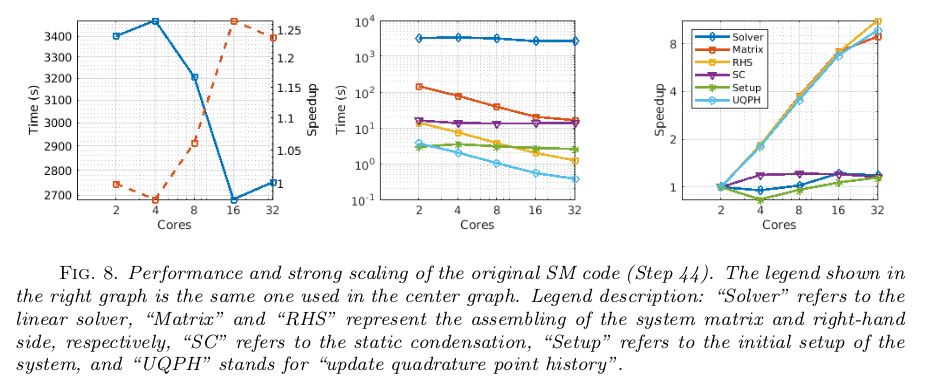 3400
3300
3200
3100
3000
2900
2800
2700
Time (s)
2 4 8 16 32
Cores
1.25
1.2
1.15
1.1
1.05
1
Speedup
10^4
10^3
10^2
10^1
10^0
10^-1
Time (s)
2 4 8 16 32
Cores
8
4
2
1
Speedup
Solver
Matrix
RHS
SC
Setup
UQPH
2 4 8 16 32
Cores
FIG. 8. Performance and strong scaling of the original SM code (Step 44). The legend shown in
the right graph is the same one used in the center graph. Legend description: “Solver” refers to the
linear solver, “Matrix” and “RHS” represent the assembling of the system matrix and right-hand
side, respectively, “SC” refers to the static condensation, “Setup” refers to the initial setup of the
system, and “UQPH” stands for “update quadrature point history”.